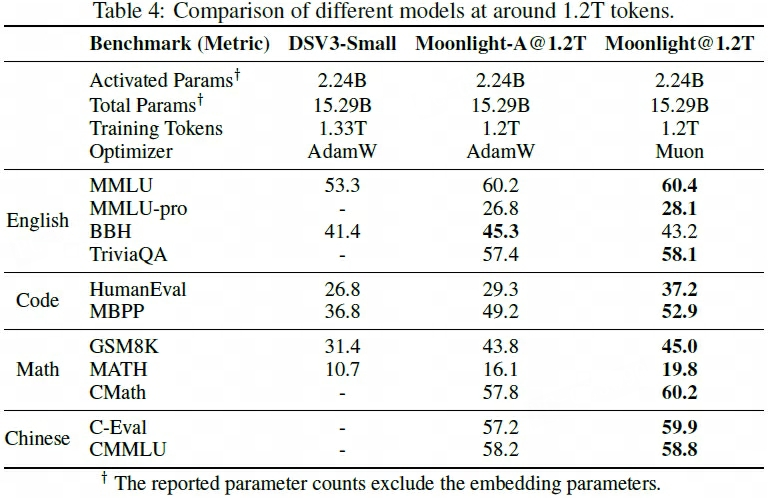 Table 4: Comparison of different models at around 1.2T tokens.
Benchmark (Metric) DSV3-Small Moonlight-A@1.2T Moonlight@1.2T
Activated Params† 2.24B 2.24B 2.24B
Total Params† 15.29B 15.29B 15.29B
Training Tokens 1.33T 1.2T 1.2T
Optimizer AdamW AdamW Muon
English
MMLU 53.3 60.2 60.4
MMLU-pro - 26.8 28.1
BBH 41.4 45.3 43.2
TriviaQA - 57.4 58.1
Code
HumanEval 26.8 29.3 37.2
MBPP 36.8 49.2 52.9
Math
GSM8K 31.4 43.8 45.0
MATH 10.7 16.1 19.8
CMath - 57.8 60.2
Chinese
C-Eval - 57.2 59.9
CMMLU - 58.2 58.8
† The reported parameter counts exclude the embedding parameters.